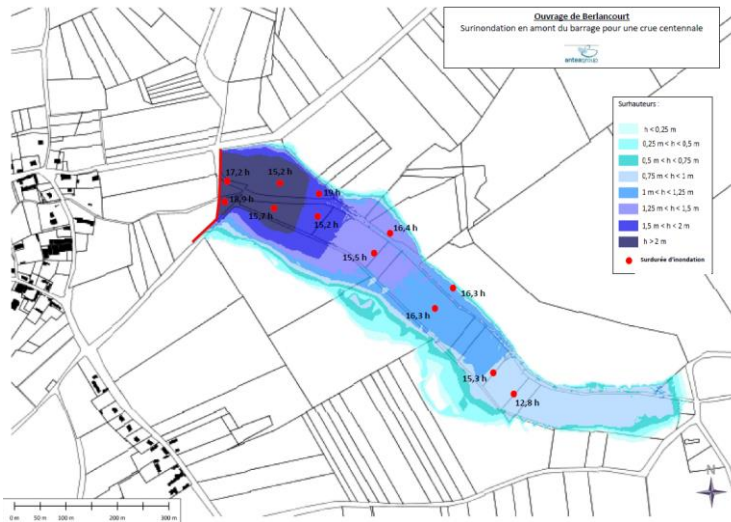 Ouvrage de Berlancourt
Surinondation en amont du barrage pour une crue centennale
anteagroup
Surhauteurs :
h < 0,25 m
0,25 m < h < 0,5 m
0,5 m < h < 0,75 m
0,75 m < h < 1 m
1 m < h < 1,25 m
1,25 m < h < 1,5 m
1,5 m < h < 2 m
h > 2 m
Surdurée d'inondation
17,2 h
15,2 h
19 h
18,9 h
15,7 h
15,2 h
16,4 h
15,5 h
16,3 h
16,3 h
15,3 h
12,8 h
N
0 m 50 m 100 m 200 m 300 m